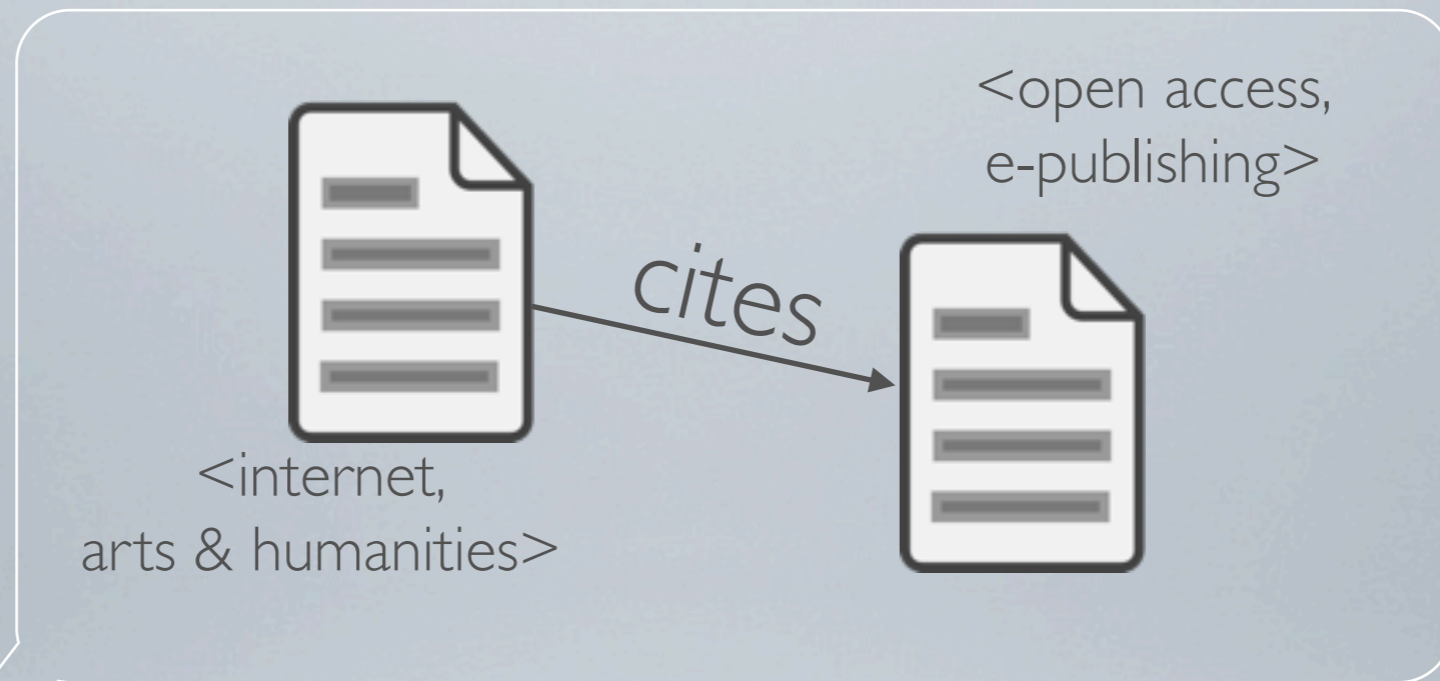 <open access,
e-publishing>
cites
<internet,
arts & humanities>